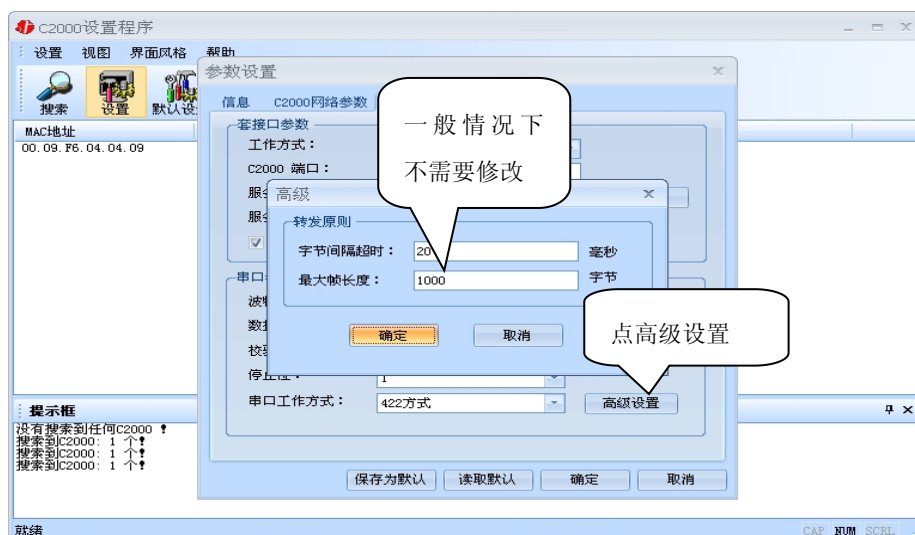 C2000设置程序
设置 视图 界面风格 帮助
搜索 设置 默认设
MAC地址
00.09.F6.04.04.09
参数设置
信息 C2000网络参数
套接口参数
工作方式：
C2000 端口：
服
服
一般情况下
不需要修改
高级
转发原则
字节间隔超时： 20 毫秒
最大帧长度： 1000 字节
确定 取消
点高级设置
串口
波
数
校
停止位： 1
串口工作方式： 422方式 高级设置
保存为默认 读取默认 确定 取消
提示框
没有搜索到任何C2000 ！
搜索到C2000: 1 个!
搜索到C2000: 1 个!
搜索到C2000: 1 个!
就绪
CAP NUM SCRL